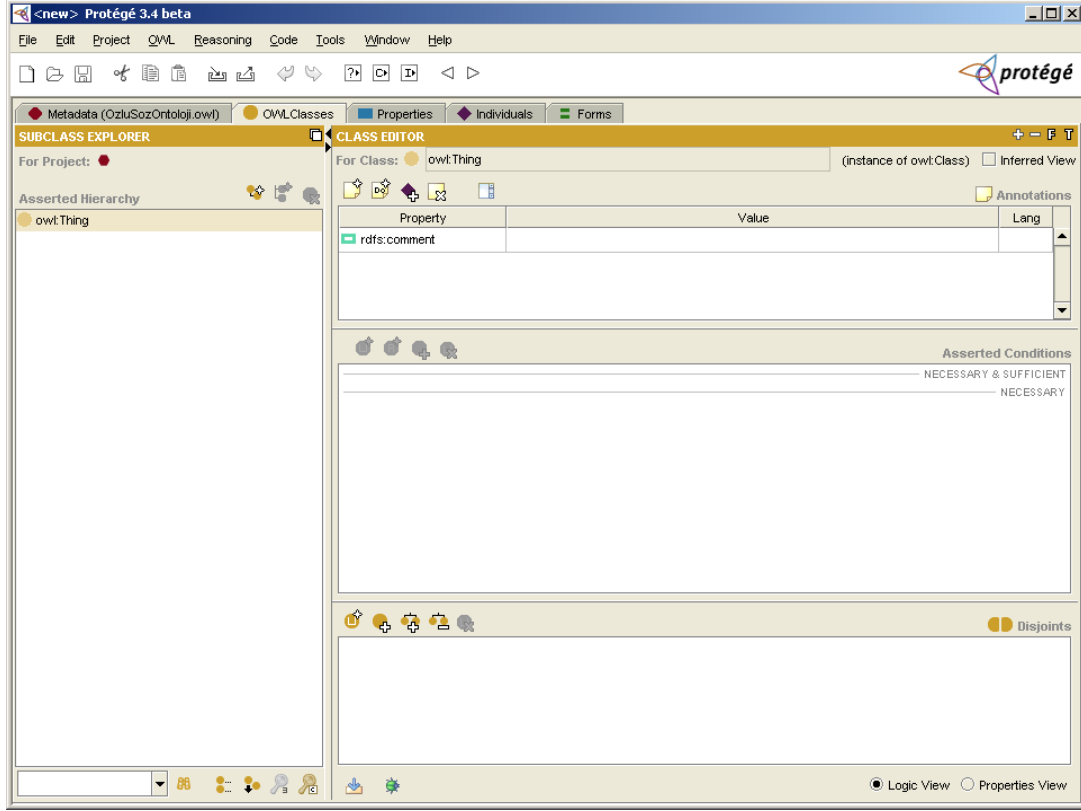 <new> Protégé 3.4 beta
File Edit Project OWL Reasoning Code Tools Window Help
protégé
Metadata (OzluSozOntoloji.owl) OWLClasses Properties Individuals Forms
SUBCLASS EXPLORER
For Project:
Asserted Hierarchy
owl:Thing
CLASS EDITOR
For Class: owl:Thing (instance of owl:Class) Inferred View
Annotations
Property Value Lang
rdfs:comment
Asserted Conditions
NECESSARY & SUFFICIENT
NECESSARY
Disjoints
Logic View Properties View